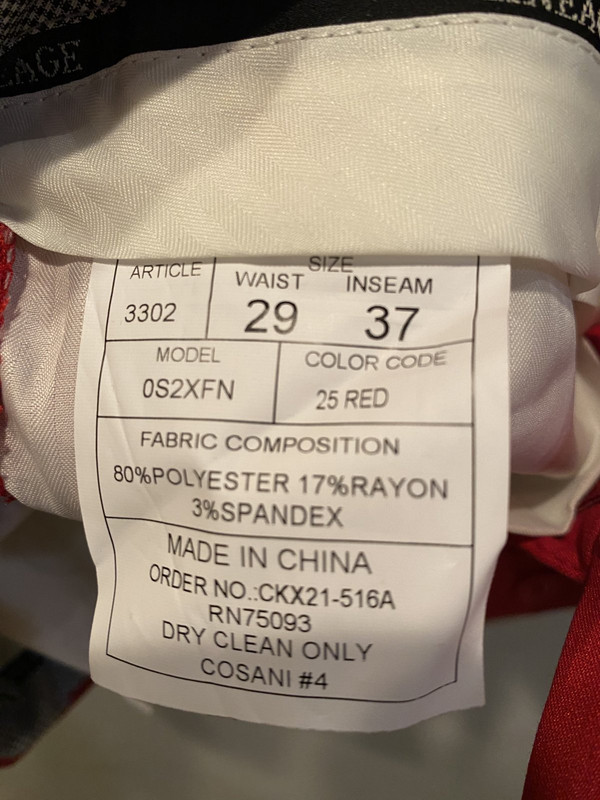 EAGE
ARTICLE
SIZE
WAIST INSEAM
3302
29 37
MODEL
COLOR CODE
0S2XFN
25 RED
FABRIC COMPOSITION
80%POLYESTER 17%RAYON
3%SPANDEX
MADE IN CHINA
ORDER NO.:CKX21-516A
RN75093
DRY CLEAN ONLY
COSANI #4